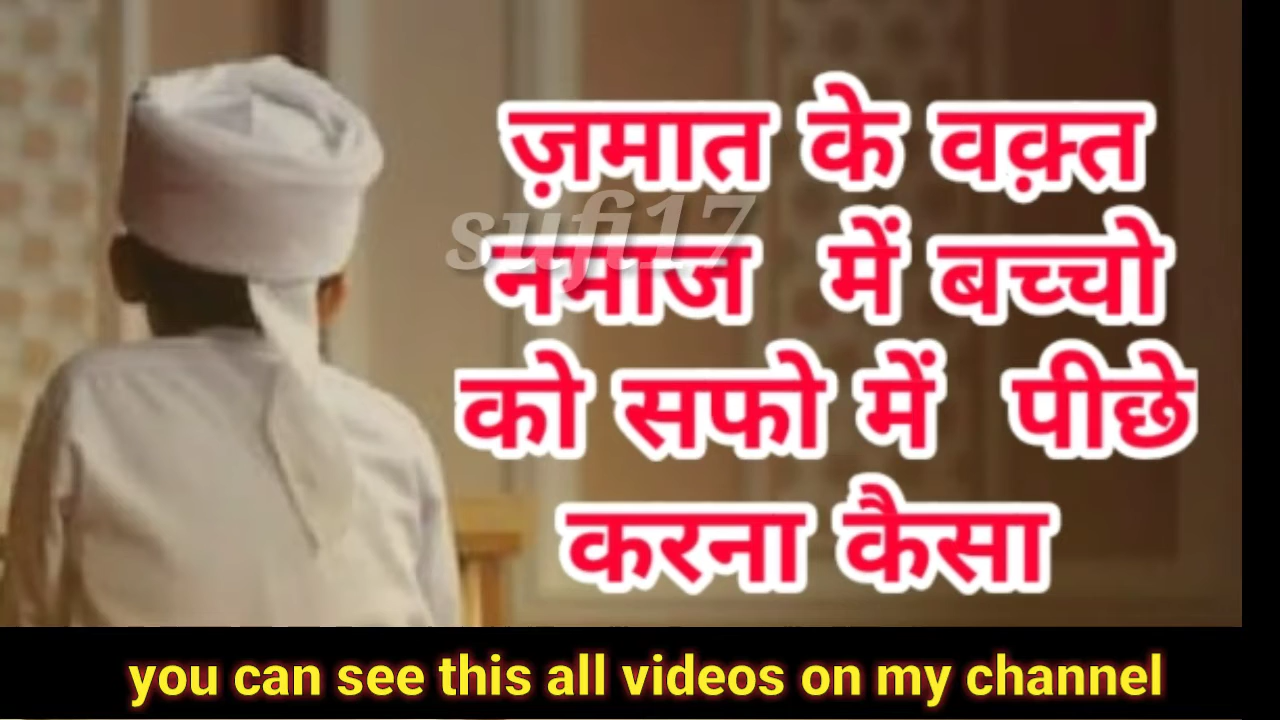 ज़मात के वक़्त
sufi17
नमाज में बच्चो
को सफो में पीछे
करना कैसा
you can see this all videos on my channel